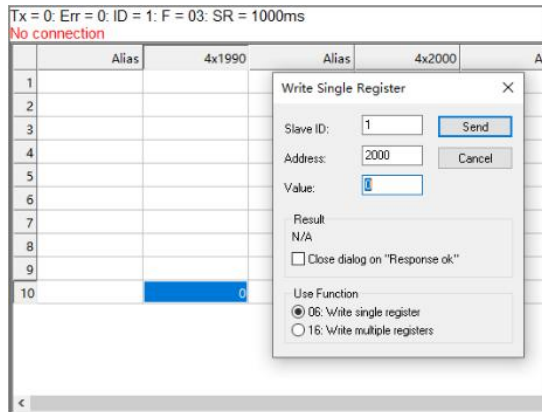 Tx = 0: Err = 0: ID = 1: F = 03: SR = 1000ms
No connection
Alias 4x1990 Alias 4x2000 A
1
2
3
4
5
6
7
8
9
10 0
Write Single Register
Slave ID: 1 Send
Address: 2000 Cancel
Value: 0
Result
N/A
Close dialog on "Response ok"
Use Function
06: Write single register
16: Write multiple registers